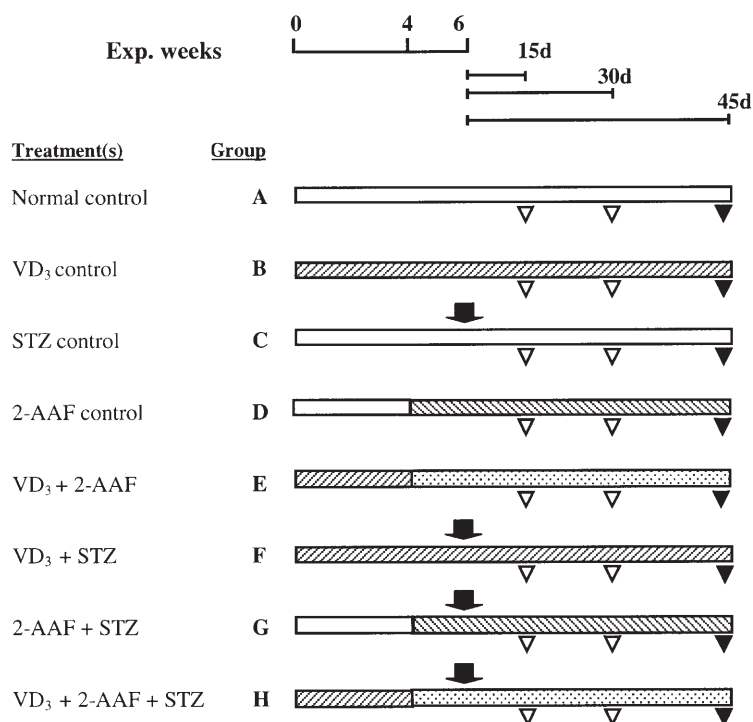 0 4 6
Exp. weeks
15d
30d
45d
Treatment(s) Group
Normal control A
VD₃ control B
STZ control C
2-AAF control D
VD₃ + 2-AAF E
VD₃ + STZ F
2-AAF + STZ G
VD₃ + 2-AAF + STZ H